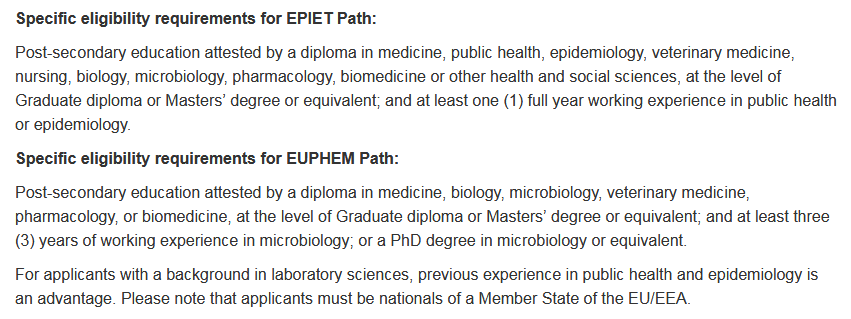 Specific eligibility requirements for EPIET Path:
Post-secondary education attested by a diploma in medicine, public health, epidemiology, veterinary medicine,
nursing, biology, microbiology, pharmacology, biomedicine or other health and social sciences, at the level of
Graduate diploma or Masters’ degree or equivalent; and at least one (1) full year working experience in public health
or epidemiology.
Specific eligibility requirements for EUPHEM Path:
Post-secondary education attested by a diploma in medicine, biology, microbiology, veterinary medicine,
pharmacology, or biomedicine, at the level of Graduate diploma or Masters’ degree or equivalent; and at least three
(3) years of working experience in microbiology; or a PhD degree in microbiology or equivalent.
For applicants with a background in laboratory sciences, previous experience in public health and epidemiology is
an advantage. Please note that applicants must be nationals of a Member State of the EU/EEA.